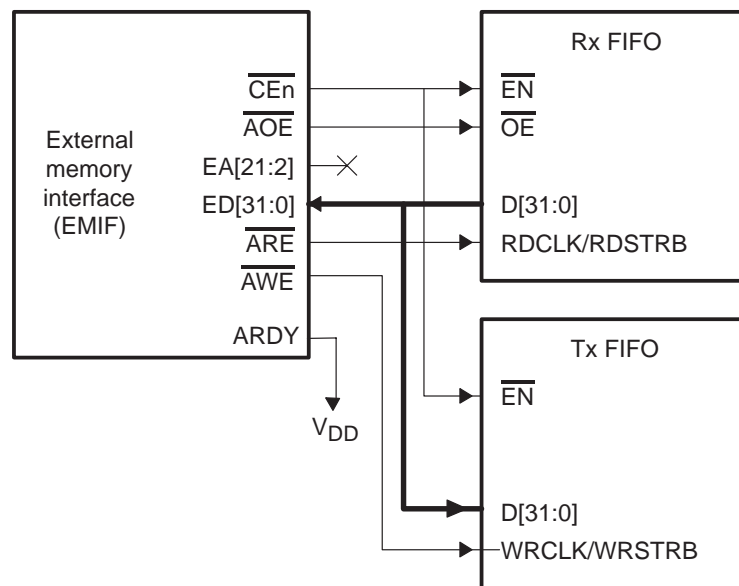 External
memory
interface
(EMIF)
CEn
AOE
EA[21:2]
ED[31:0]
ARE
AWE
ARDY
VDD
Rx FIFO
EN
OE
D[31:0]
RDCLK/RDSTRB
Tx FIFO
EN
D[31:0]
WRCLK/WRSTRB